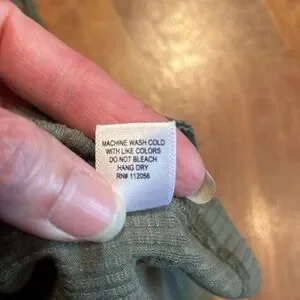 MACHINE WASH COLD
WITH LIKE COLORS
DO NOT BLEACH
HANG DRY
RN# 112056